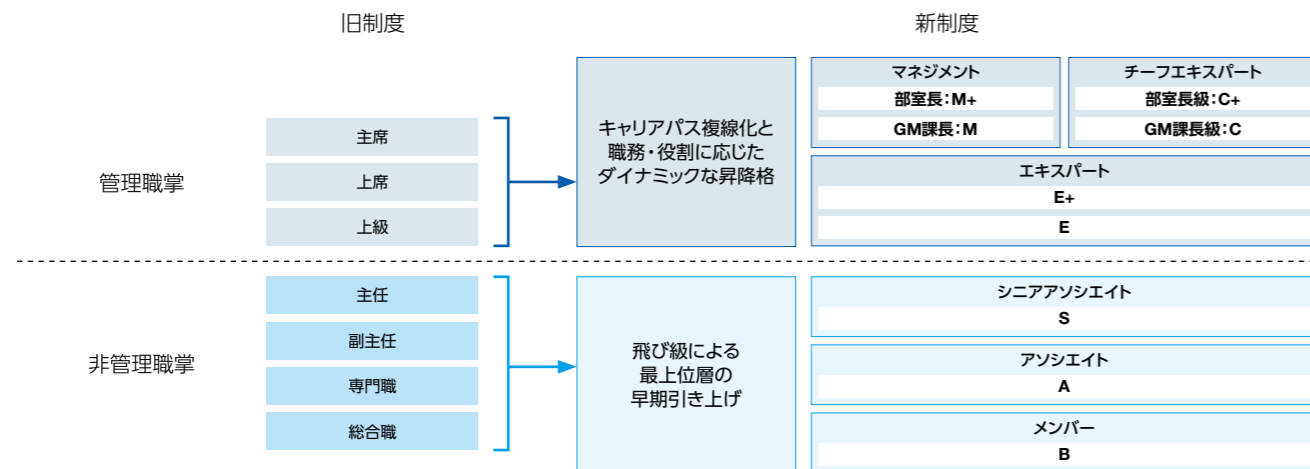 旧制度
新制度
管理職掌
主席
上席
上級
キャリアパス複線化と
職務・役割に応じた
ダイナミックな昇降格
マネジメント
部室長：M+
GM課長：M
チーフエキスパート
部室長級：C+
GM課長級：C
エキスパート
E+
E
非管理職掌
主任
副主任
専門職
総合職
飛び級による
最上位層の
早期引き上げ
シニアアソシエイト
S
アソシエイト
A
メンバー
B